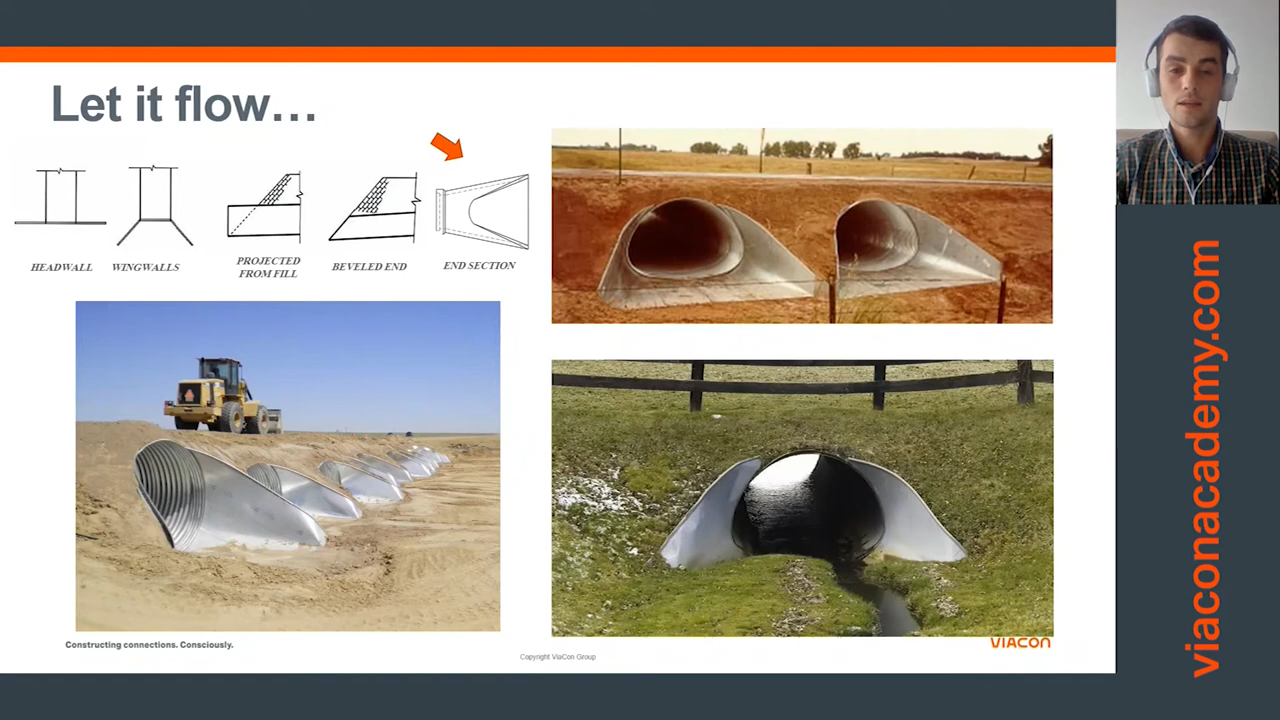 Let it flow…
HEADWALL
WINGWALLS
PROJECTED
FROM FILL
BEVELED END
END SECTION
Constructing connections. Consciously.
Copyright ViaCon Group
VIACON
viaconacademy.com